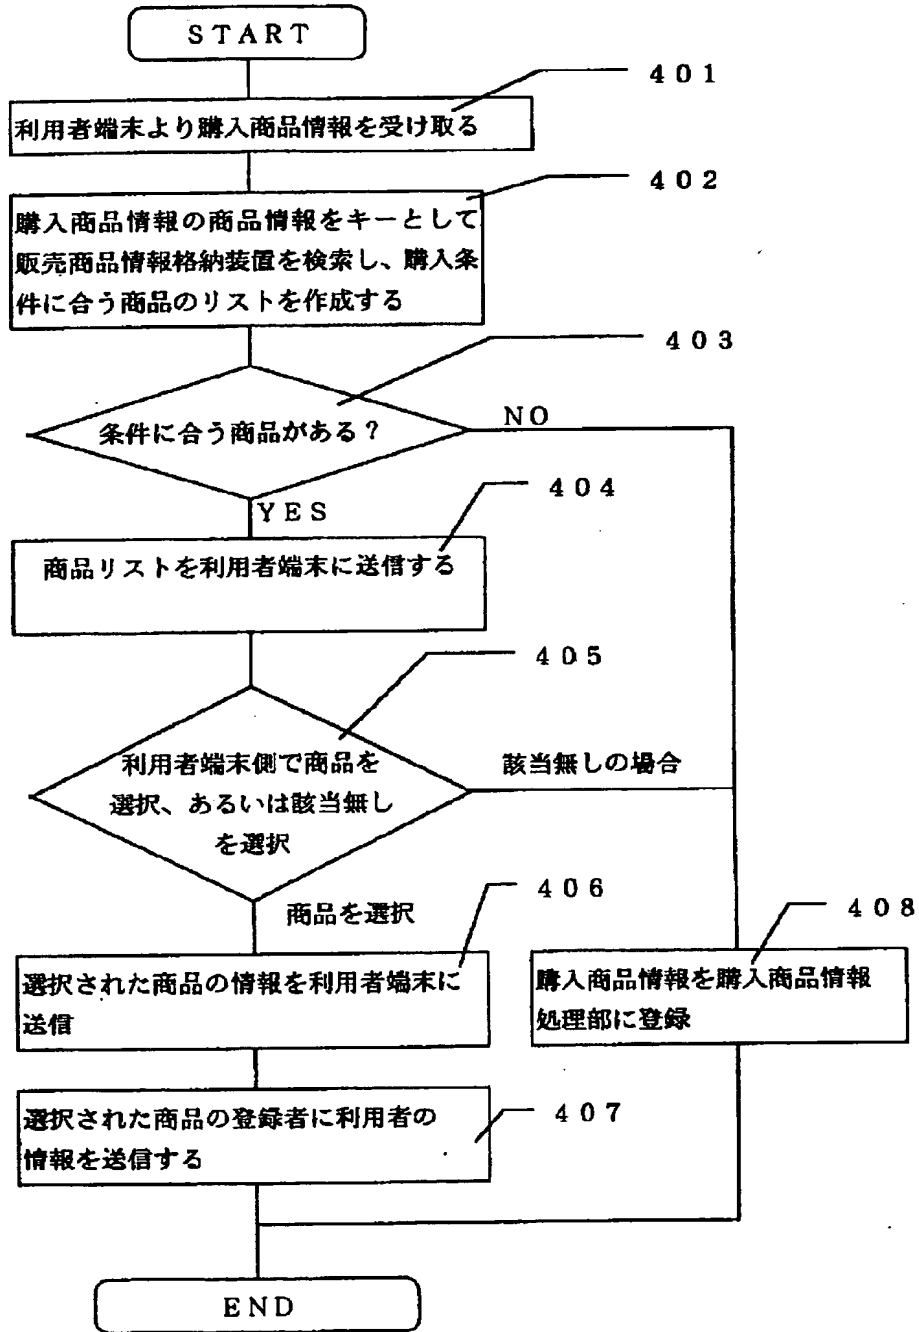 START
401
利用者端末より購入商品情報を受け取る
402
購入商品情報の商品情報をキーとして
販売商品情報格納装置を検索し、購入条
件に合う商品のリストを作成する
403
条件に合う商品がある？
NO
YES
404
商品リストを利用者端末に送信する
405
利用者端末側で商品を
選択、あるいは該当無し
を選択
該当無しの場合
商品を選択
406
選択された商品の情報を利用者端末に
送信
408
購入商品情報を購入商品情報
処理部に登録
407
選択された商品の登録者に利用者の
情報を送信する
END